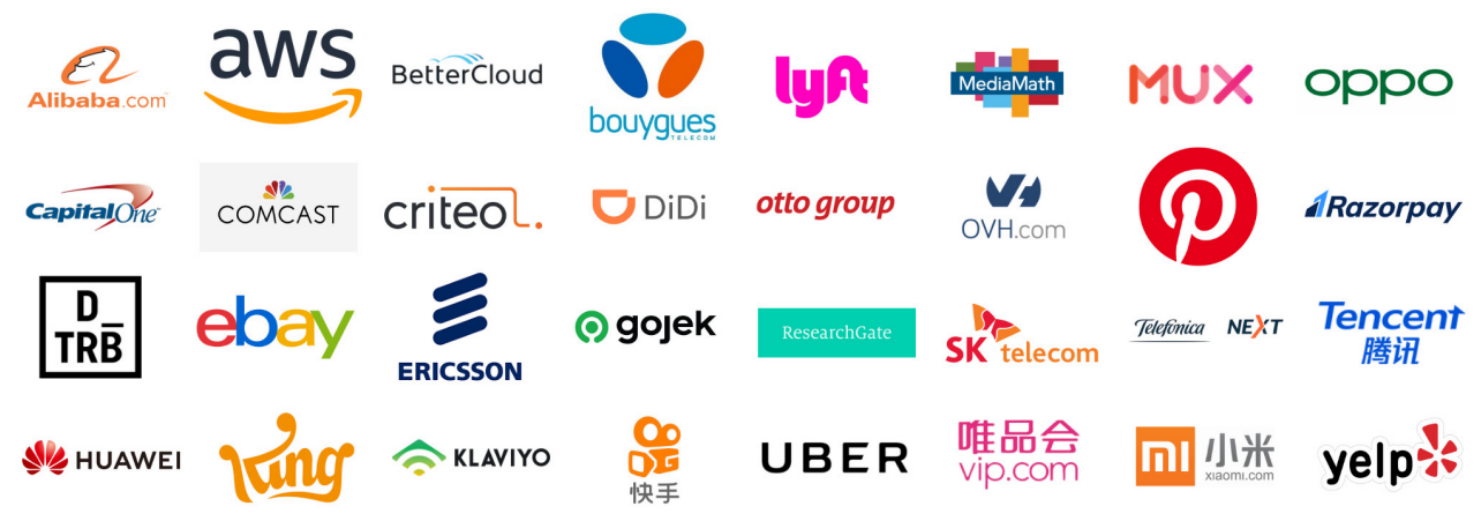 Alibaba.com
aws
BetterCloud
bouygues
TELECOM
lyft
MediaMath
MUX
oppo
Capital One
COMCAST
criteo
DiDi
otto group
OVH.com
Razorpay
D
TRB
ebay
ERICSSON
gojek
ResearchGate
SK telecom
Telefónica NEXT
Tencent
腾讯
HUAWEI
King
KLAVIYO
快手
UBER
唯品会
vip.com
mi 小米
xiaomi.com
yelp